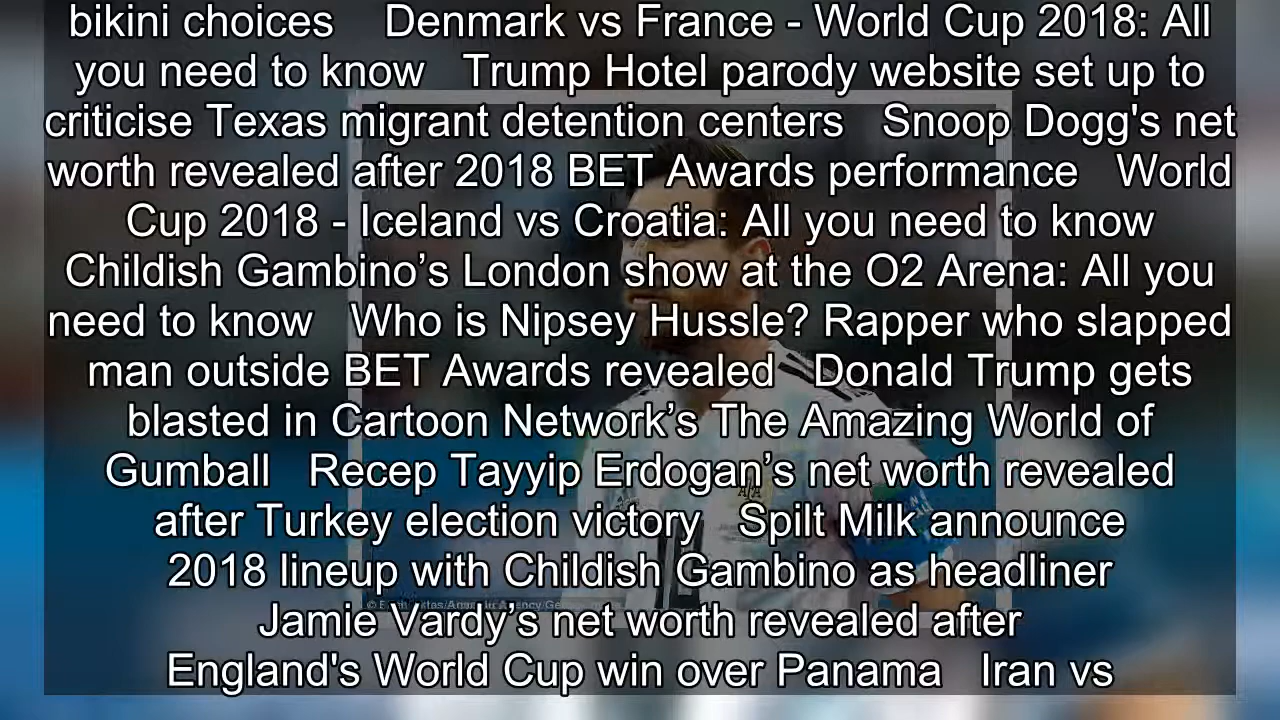 bikini choices Denmark vs France - World Cup 2018: All
you need to know Trump Hotel parody website set up to
criticise Texas migrant detention centers Snoop Dogg's net
worth revealed after 2018 BET Awards performance World
Cup 2018 - Iceland vs Croatia: All you need to know
Childish Gambino’s London show at the O2 Arena: All you
need to know Who is Nipsey Hussle? Rapper who slapped
man outside BET Awards revealed Donald Trump gets
blasted in Cartoon Network’s The Amazing World of
Gumball Recep Tayyip Erdogan’s net worth revealed
after Turkey election victory Spilt Milk announce
2018 lineup with Childish Gambino as headliner
Jamie Vardy’s net worth revealed after
England's World Cup win over Panama Iran vs